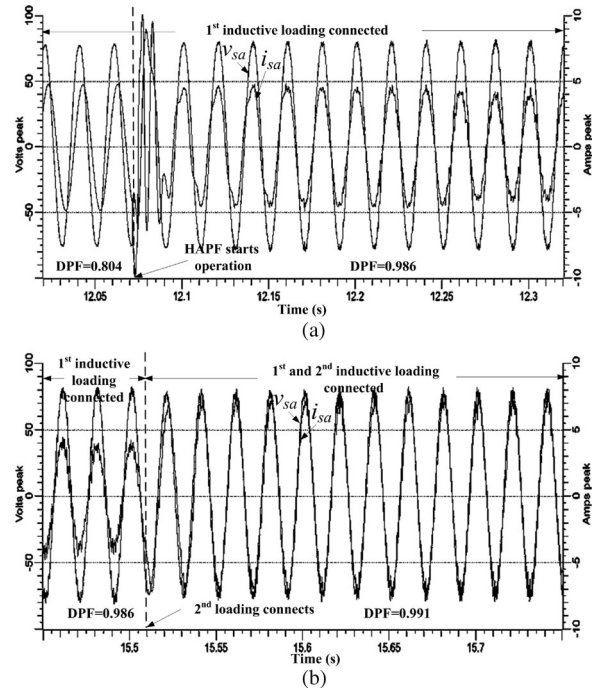 1st inductive loading connected
100
50
0
-50
Volts peak
vsa
isa
10
5
0
-5
-10
Amps peak
HAPF starts
operation
DPF=0.804
DPF=0.986
12.05
12.1
12.15
12.2
12.25
12.3
Time (s)
(a)
1st inductive
loading
connected
1st and 2nd inductive loading
connected
100
50
0
-50
Volts peak
vsa
isa
10
5
0
-5
-10
Amps peak
DPF=0.986
2nd loading connects
DPF=0.991
15.5
15.55
15.6
15.65
15.7
Time (s)
(b)